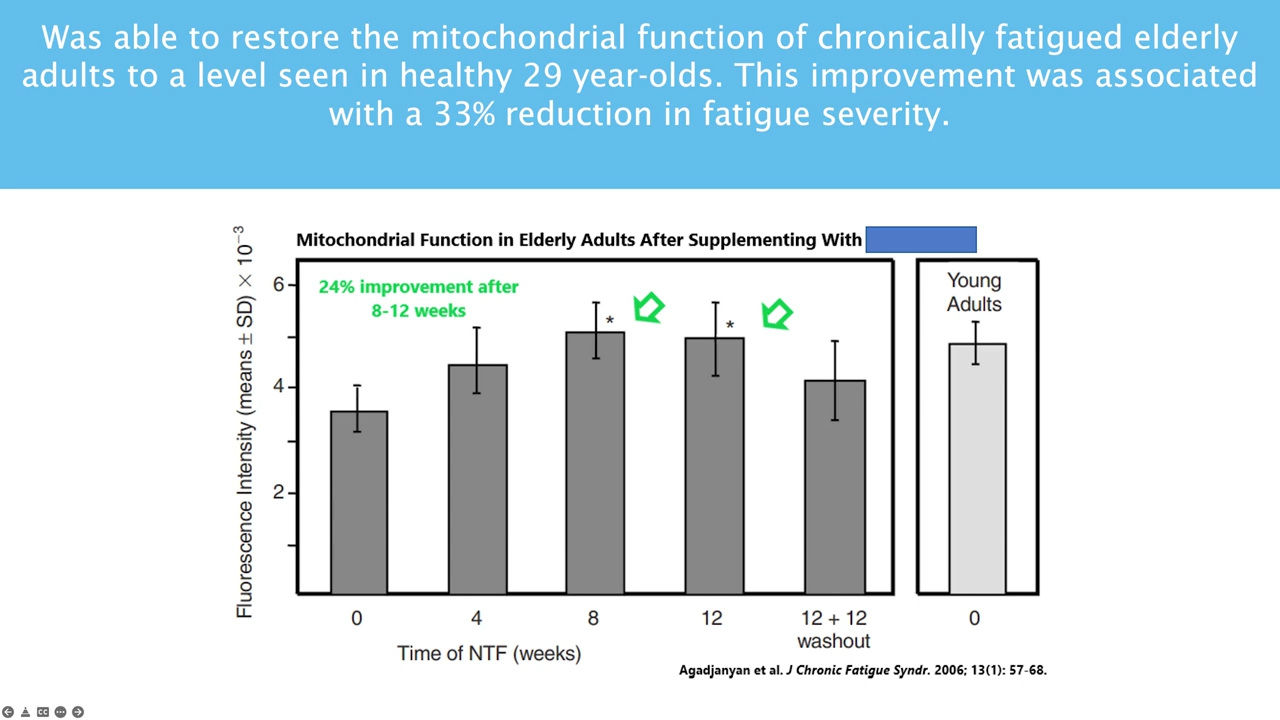 Was able to restore the mitochondrial function of chronically fatigued elderly
adults to a level seen in healthy 29 year-olds. This improvement was associated
with a 33% reduction in fatigue severity.
Mitochondrial Function in Elderly Adults After Supplementing With
Fluorescence Intensity (means ± SD) × 10⁻³
24% improvement after
8-12 weeks
Young
Adults
6
4
2
*
*
0
4
8
12
12 + 12
washout
0
Time of NTF (weeks)
Agadjanyan et al. J Chronic Fatigue Syndr. 2006; 13(1): 57-68.
CC